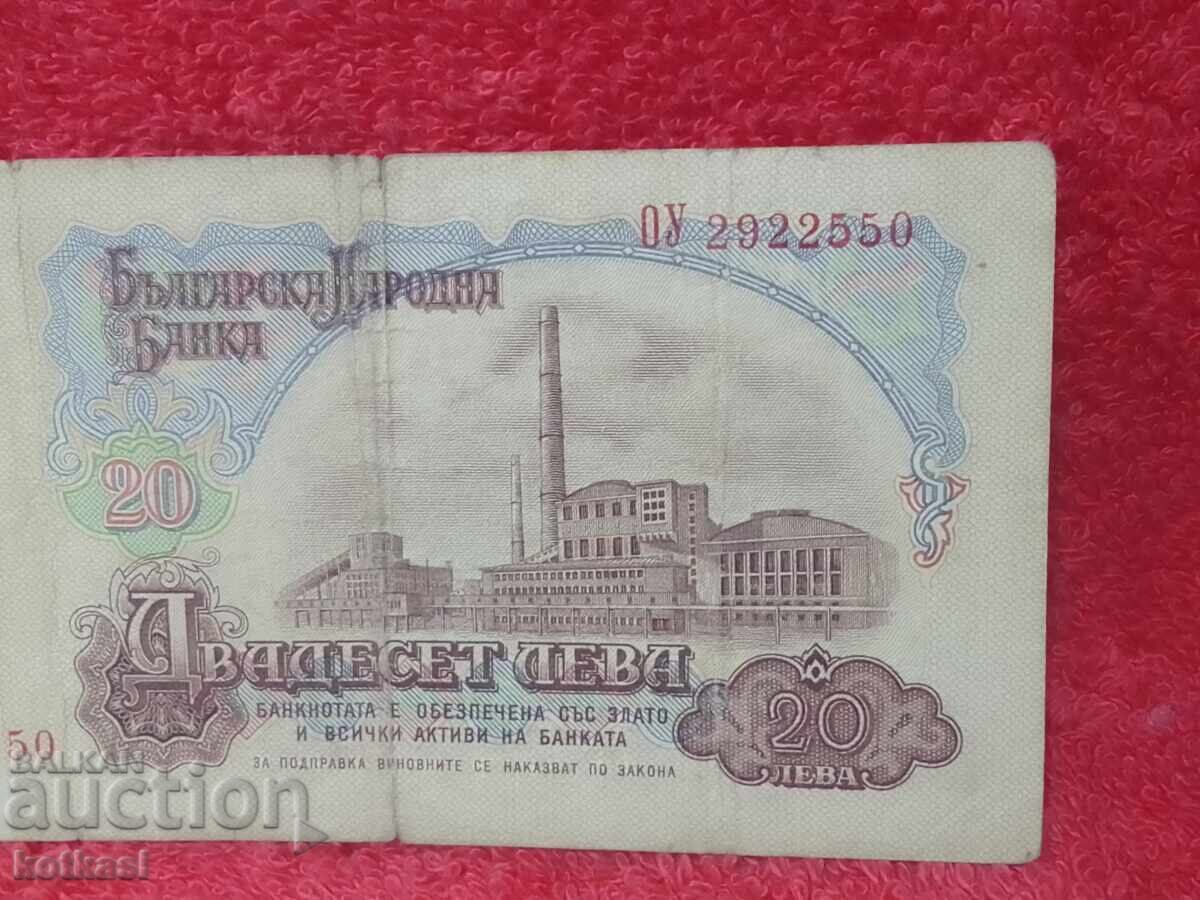 ОУ 2922550
Българска Народна
Банка
20
Двадесет лева
БАНКНОТАТА Е ОБЕЗПЕЧЕНА СЪС ЗЛАТО
И ВСИЧКИ АКТИВИ НА БАНКАТА
ЗА ПОДПРАВКА ВИНОВНИТЕ СЕ НАКАЗВАТ ПО ЗАКОНА
20
ЛЕВА
50
BALKAN
auction
kotkasl